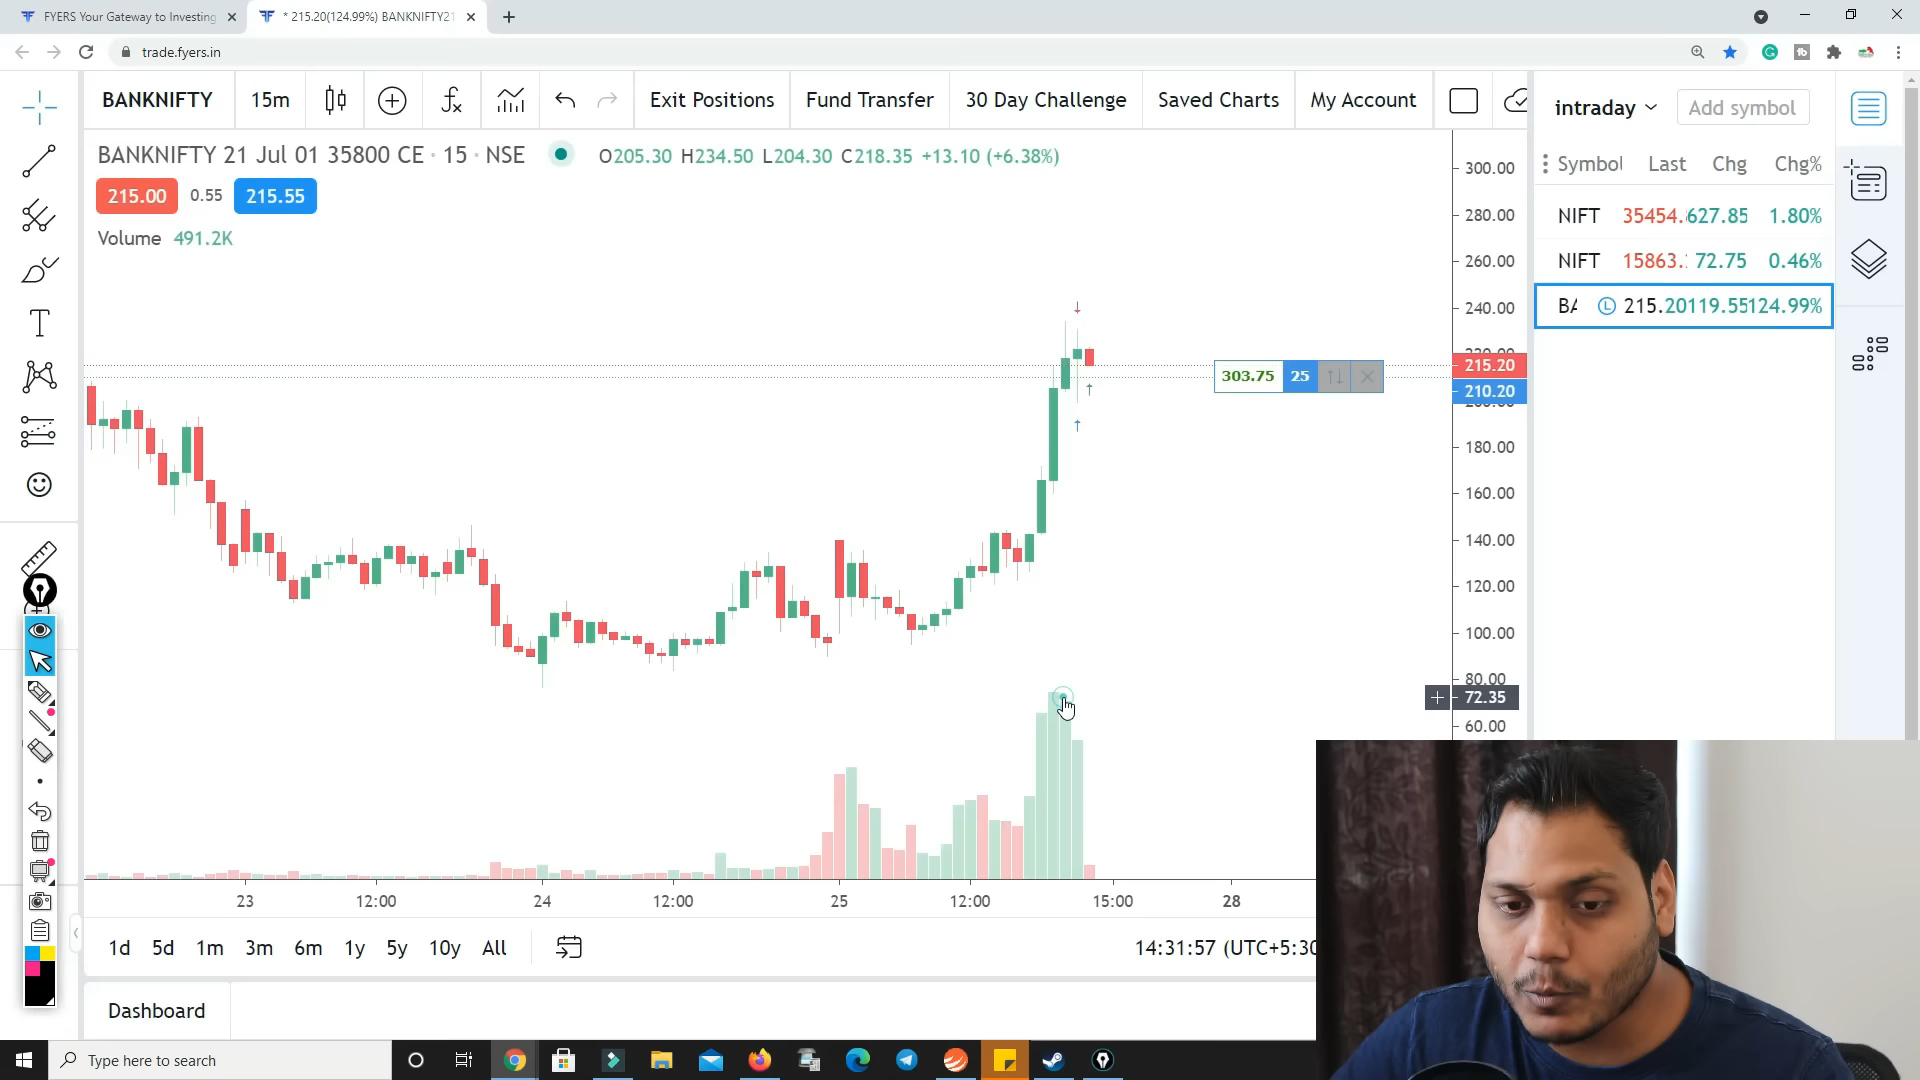 FYERS Your Gateway to Investing
* 215.20(124.99%) BANKNIFTY21
trade.fyers.in
BANKNIFTY
15m
Exit Positions
Fund Transfer
30 Day Challenge
Saved Charts
My Account
intraday
Add symbol
BANKNIFTY 21 Jul 01 35800 CE · 15 · NSE
O205.30 H234.50 L204.30 C218.35 +13.10 (+6.38%)
215.00 0.55 215.55
Volume 491.2K
Symbol Last Chg Chg%
NIFT 35454. 627.85 1.80%
NIFT 15863. 72.75 0.46%
BA L 215.20 119.55 124.99%
300.00
280.00
260.00
240.00
215.20
303.75 25
210.20
180.00
160.00
140.00
120.00
100.00
80.00
72.35
60.00
23 12:00 24 12:00 25 12:00 15:00 28
1d 5d 1m 3m 6m 1y 5y 10y All
14:31:57 (UTC+5:30
Dashboard
Type here to search